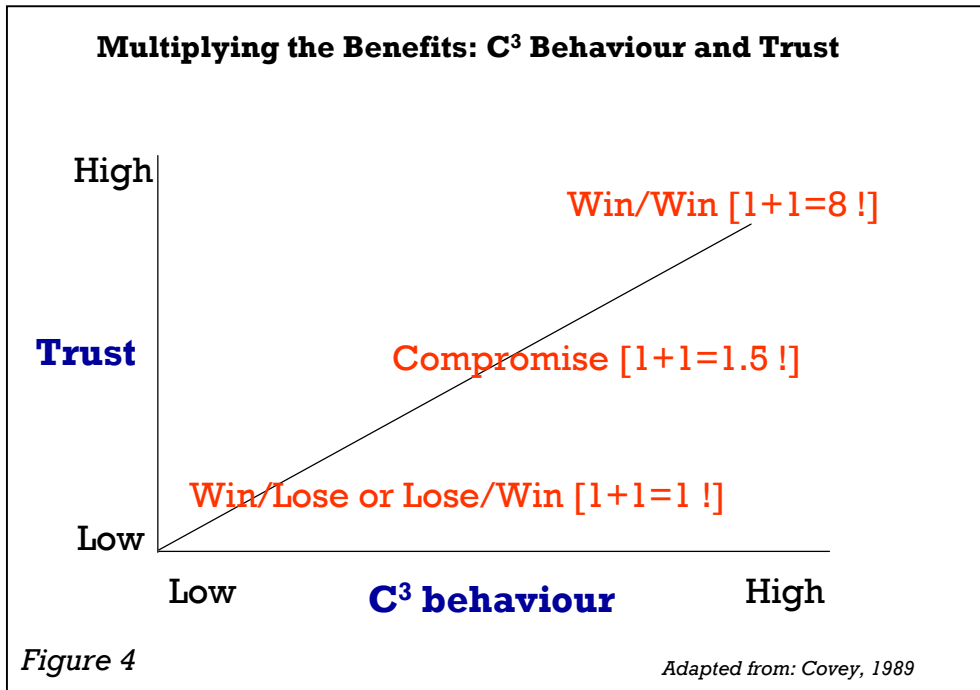 Multiplying the Benefits: C³ Behaviour and Trust
High
Win/Win [1+1=8 !]
Trust
Compromise [1+1=1.5 !]
Win/Lose or Lose/Win [1+1=1 !]
Low
Low
C³ behaviour
High
Figure 4
Adapted from: Covey, 1989